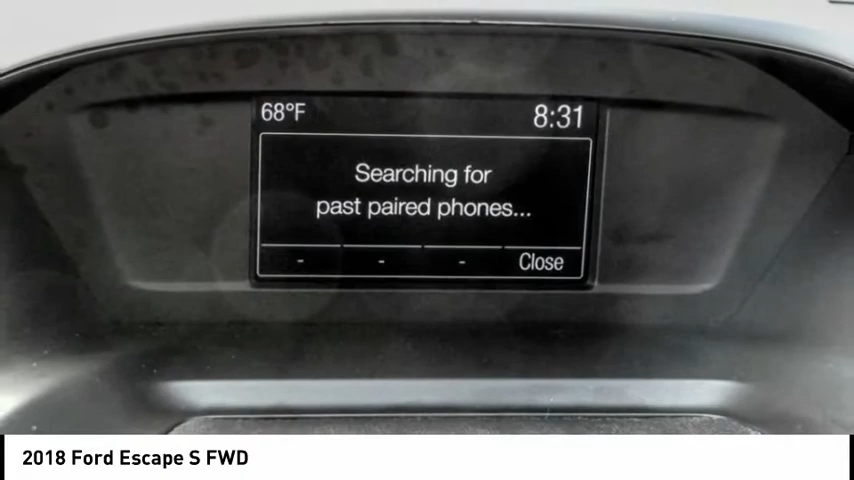 68°F 8:31
Searching for
past paired phones...
- - - Close
2018 Ford Escape S FWD